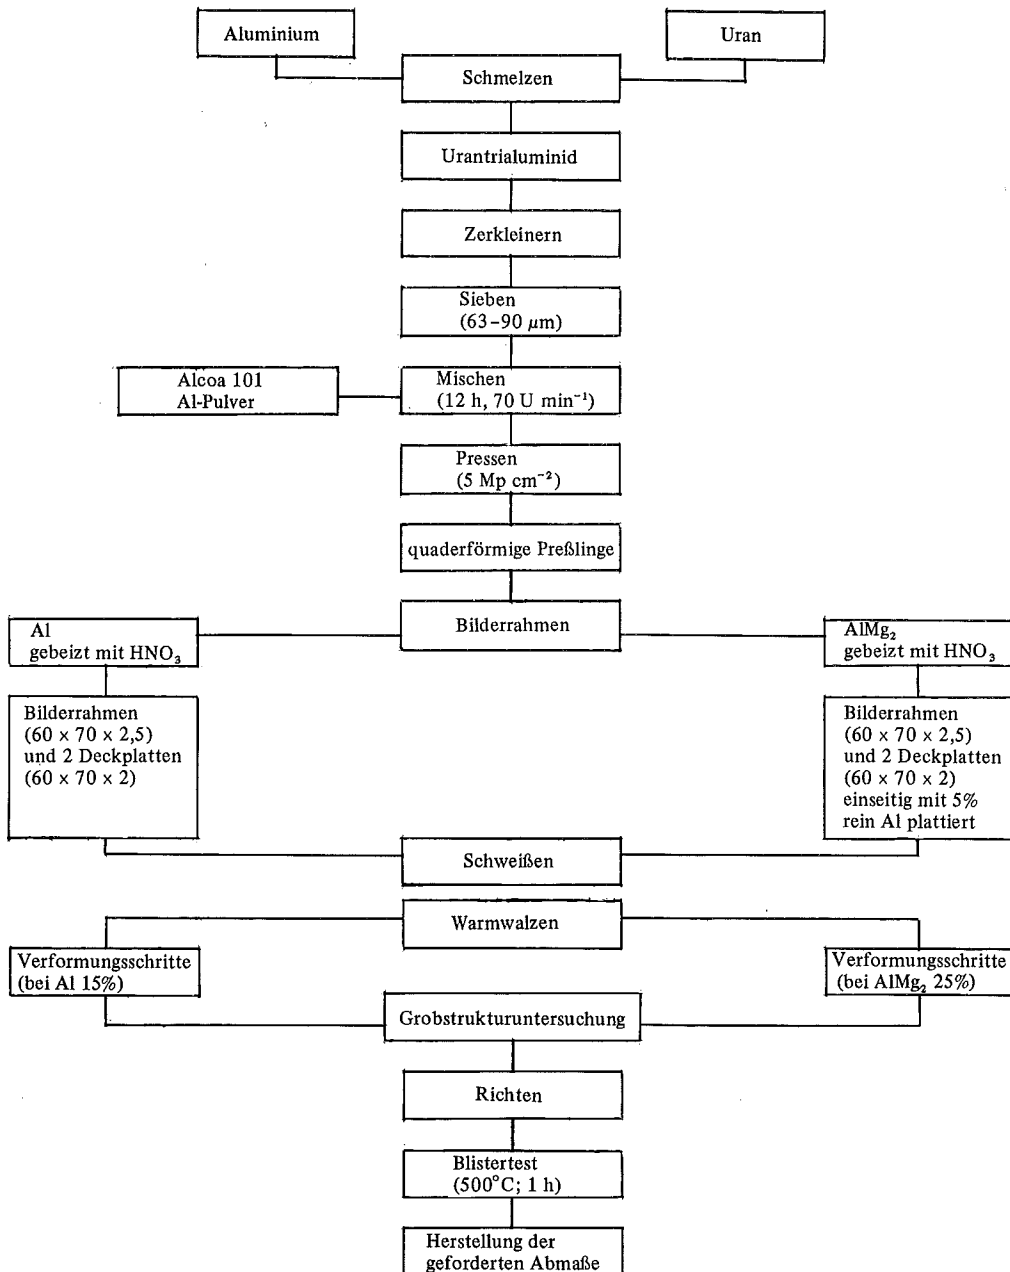 Aluminium
Uran
Schmelzen
Urantrialuminid
Zerkleinern
Sieben
(63–90 μm)
Alcoa 101
Al-Pulver
Mischen
(12 h, 70 U min⁻¹)
Pressen
(5 Mp cm⁻²)
quaderförmige Preßlinge
Bilderrahmen
Al
gebeizt mit HNO₃
AlMg₂
gebeizt mit HNO₃
Bilderrahmen
(60 × 70 × 2,5)
und 2 Deckplatten
(60 × 70 × 2)
Bilderrahmen
(60 × 70 × 2,5)
und 2 Deckplatten
(60 × 70 × 2)
einseitig mit 5%
rein Al plattiert
Schweißen
Warmwalzen
Verformungsschritte
(bei Al 15%)
Verformungsschritte
(bei AlMg₂ 25%)
Grobstrukturuntersuchung
Richten
Blistertest
(500°C; 1 h)
Herstellung der
geforderten Abmaße